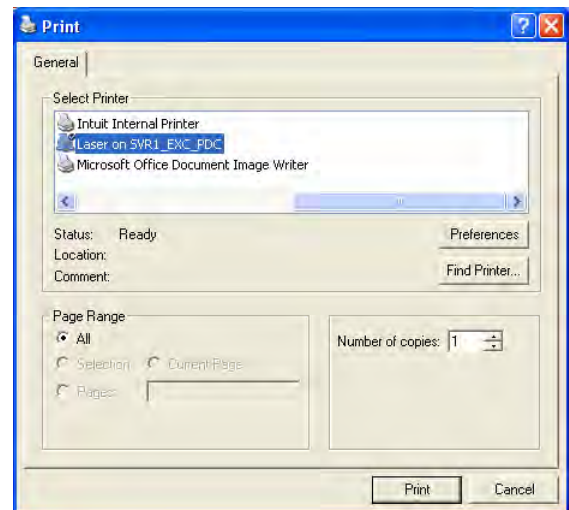 Print
General
Select Printer
Intuit Internal Printer
Laser on SVR1_EXC_PDC
Microsoft Office Document Image Writer
Status: Ready
Preferences
Location:
Comment:
Find Printer...
Page Range
All
Number of copies: 1
Selection Current Page
Pages:
Print Cancel